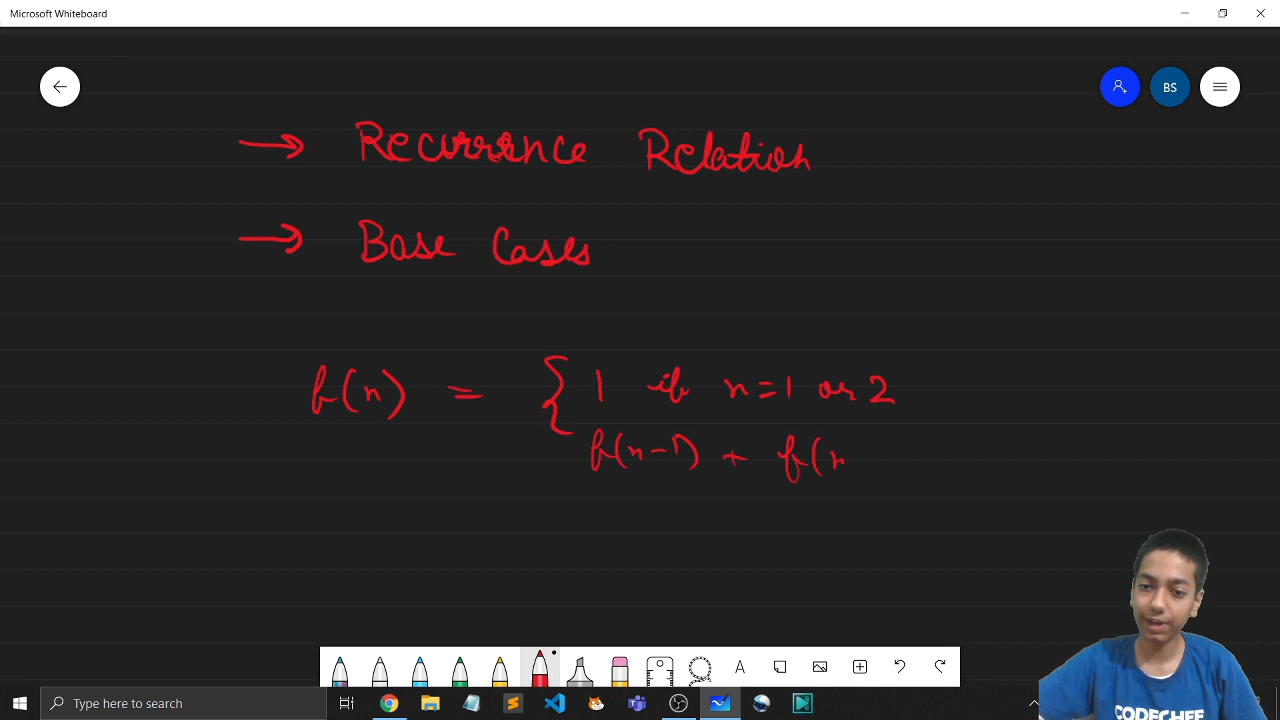 Microsoft Whiteboard
BS
→ Recurrence Relation
→ Base Cases
f(n) = { 1 if n=1 or 2
f(n-1) + f(n
A
Type here to search
CODECHEF